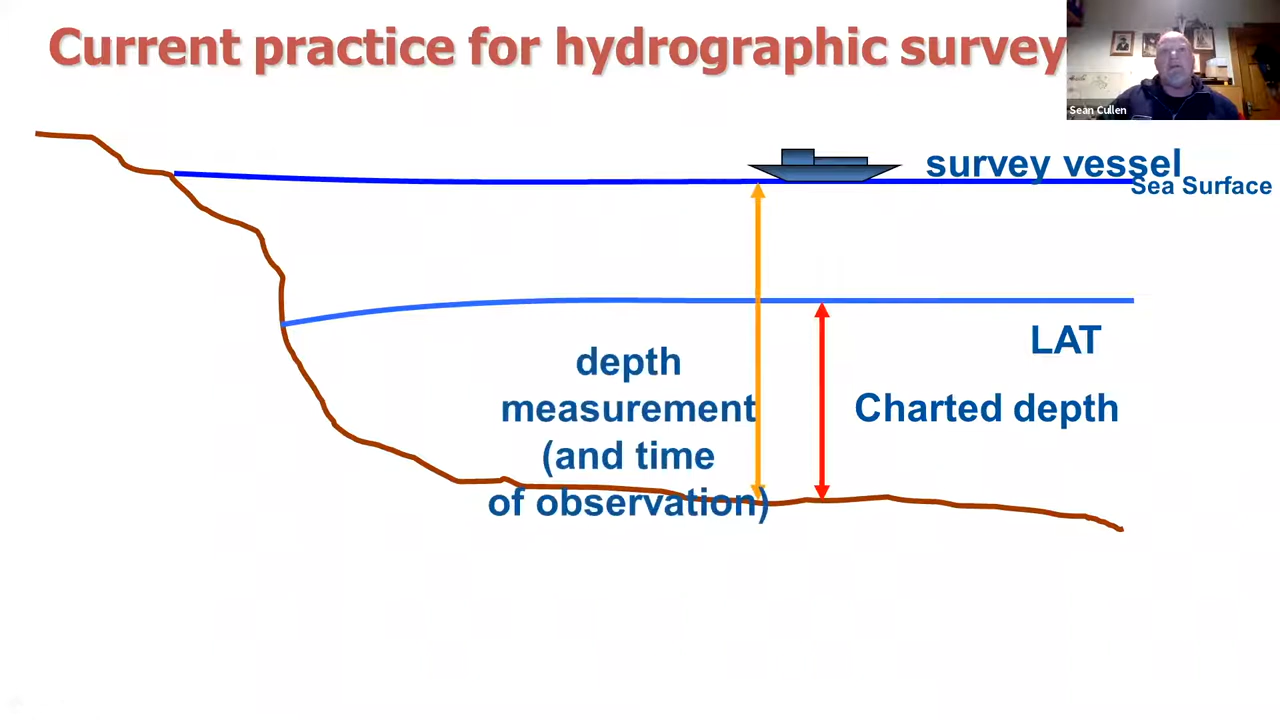 Current practice for hydrographic survey
Sean Cullen
survey vessel
Sea Surface
LAT
depth
measurement
(and time
of observation)
Charted depth